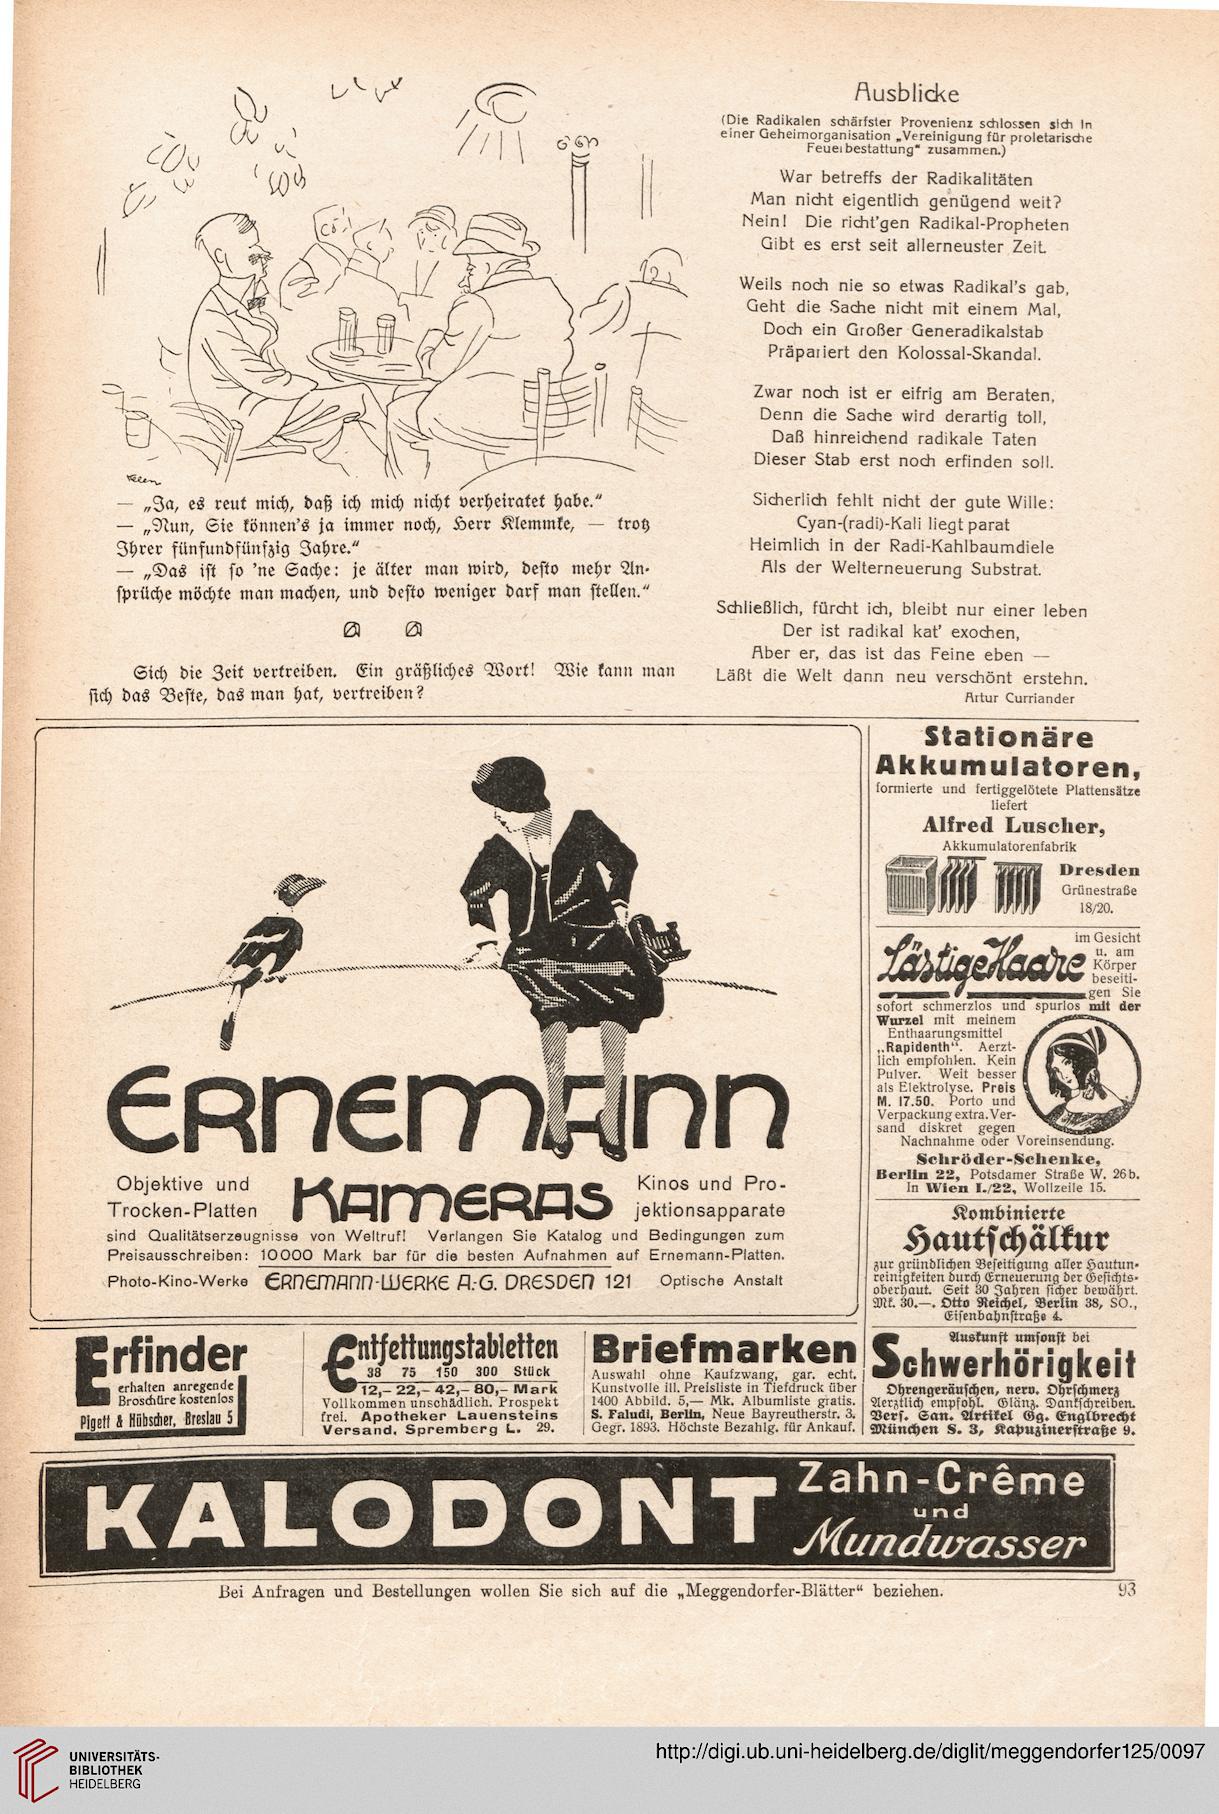 — „Ja, es reut mich, daß ich mich nicht verheiratet habe.“
— „Nun, Sie können's ja immer noch, Herr Klemmke, — trotz
Ihrer fünfundfünfzig Jahre.“
— „Das ist so 'ne Sache: je älter man wird, desto mehr An-
sprüche möchte man machen, und desto weniger darf man stellen.“
Sich die Zeit vertreiben. Ein gräßliches Wort! Wie kann man
sich das Beste, das man hat, vertreiben?
Ausblicke
(Die Radikalen schärfster Provenienz schlossen sich in
einer Geheimorganisation „Vereinigung für proletarische
Feuerbestattung“ zusammen.)
War betreffs der Radikalitäten
Man nicht eigentlich genügend weit?
Nein! Die richt'gen Radikal-Propheten
Gibt es erst seit allerneuster Zeit.
Weils noch nie so etwas Radikal's gab,
Geht die Sache nicht mit einem Mal,
Doch ein Großer Generadikalstab
Präpariert den Kolossal-Skandal.
Zwar noch ist er eifrig am Beraten,
Denn die Sache wird derartig toll,
Daß hinreichend radikale Taten
Dieser Stab erst noch erfinden soll.
Sicherlich fehlt nicht der gute Wille:
Cyan-(radi)-Kali liegt parat
Heimlich in der Radi-Kahlbaumdiele
Als der Welterneuerung Substrat.
Schließlich, fürcht ich, bleibt nur einer leben
Der ist radikal kat' exochen,
Aber er, das ist das Feine eben —
Läßt die Welt dann neu verschönt erstehn.
Artur Curriander
ERNEMANN
Objektive und
Trocken-Platten
KAMERAS
Kinos und Pro-
jektionsapparate
sind Qualitätserzeugnisse von Weltruf! Verlangen Sie Katalog und Bedingungen zum
Preisausschreiben: 10000 Mark bar für die besten Aufnahmen auf Ernemann-Platten.
Photo-Kino-Werke ERNEMANN-WERKE A.-G. DRESDEN 121 Optische Anstalt
Stationäre
Akkumulatoren,
formierte und fertiggelötete Plattensätze
liefert
Alfred Luscher,
Akkumulatorenfabrik
Dresden
Grünestraße
18/20.
Lästige Haare
im Gesicht
u. am
Körper
beseiti-
gen Sie
sofort schmerzlos und spurlos mit der
Wurzel mit meinem
Enthaarungsmittel
„Rapidenth“. Aerzt-
lich empfohlen. Kein
Pulver. Weit besser
als Elektrolyse. Preis
M. 17.50. Porto und
Verpackung extra. Ver-
sand diskret gegen
Nachnahme oder Voreinsendung.
Schröder-Schenke,
Berlin 22, Potsdamer Straße W. 26b.
In Wien I./22, Wollzeile 15.
Kombinierte
Hautschälkur
zur gründlichen Beseitigung aller Hautun-
reinigkeiten durch Erneuerung der Gesichts-
oberhaut. Seit 30 Jahren sicher bewährt.
Mk. 30.—. Otto Reichel, Berlin 38, SO.,
Eisenbahnstraße 4.
Erfinder
erhalten anregende
Broschüre kostenlos
Pigett & Hübscher, Breslau 5
Entfettungstabletten
38 75 150 300 Stück
12,— 22,— 42,— 80,— Mark
Vollkommen unschädlich. Prospekt
frei. Apotheker Lauensteins
Versand, Spremberg L. 29.
Briefmarken
Auswahl ohne Kaufzwang, gar. echt.
Kunstvolle ill. Preisliste in Tiefdruck über
1400 Abbild. 5,— Mk. Albumliste gratis.
S. Faludi, Berlin, Neue Bayreutherstr. 3.
Gegr. 1893. Höchste Bezahlg. für Ankauf.
Auskunft umsonst bei
Schwerhörigkeit
Ohrengeräuschen, nerv. Ohrschmerz
Aerztlich empfohl. Glänz. Dankschreiben.
Vers. San. Artikel Gg. Englbrecht
München S. 3, Kapuzinerstraße 9.
KALODONT
Zahn-Crême
und
Mundwasser
Bei Anfragen und Bestellungen wollen Sie sich auf die „Meggendorfer-Blätter“ beziehen.
93
UNIVERSITÄTS-
BIBLIOTHEK
HEIDELBERG
http://digi.ub.uni-heidelberg.de/diglit/meggendorfer125/0097